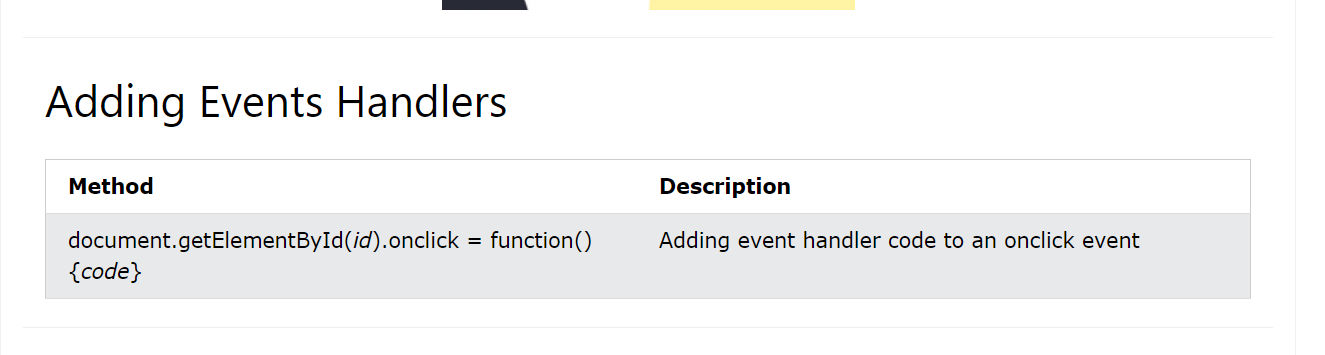 Adding Events Handlers
Method Description
document.getElementById(id).onclick = function() Adding event handler code to an onclick event
{code}